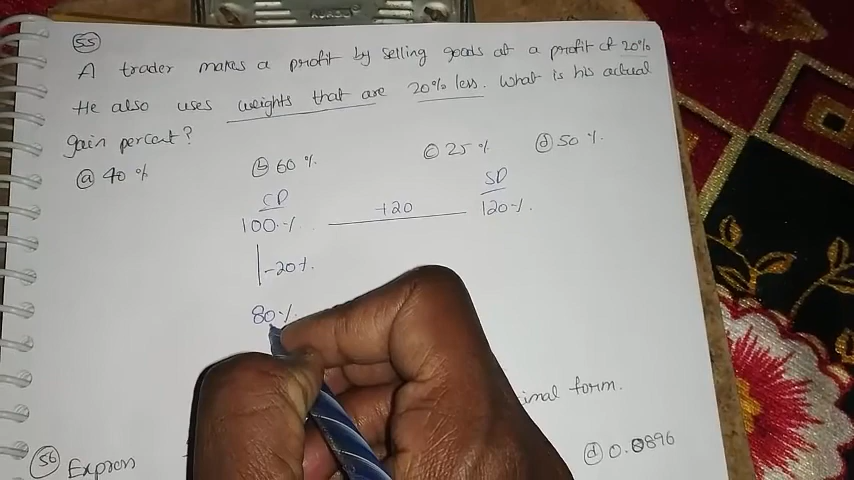 55
A trader makes a profit by selling goods at a profit of 20%
He also uses weights that are 20% less. What is his actual
gain percent?
a 40 %
b 60 %
c 25 %
d 50 %.
CP
SP
100 %
+20
120 %.
-20%.
80 %.
56 Express
imal form.
d 0.0896